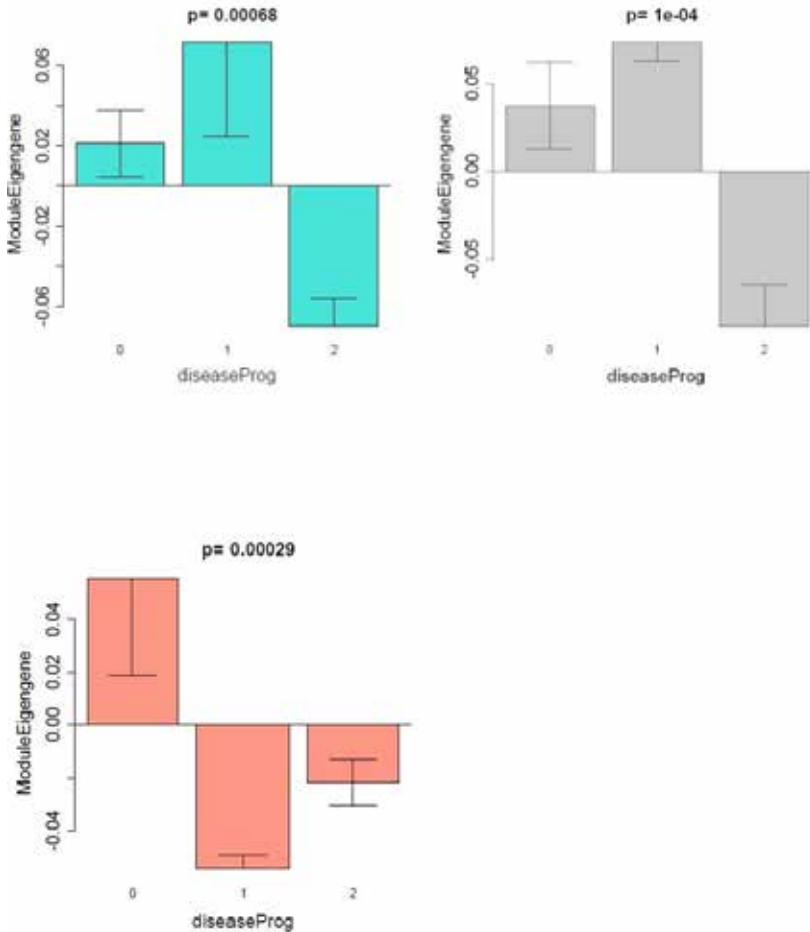 p= 0.00068
ModuleEigengene
0.06
0.02
-0.02
-0.06
0 1 2
diseaseProg
p= 1e-04
ModuleEigengene
0.05
0.00
-0.05
0 1 2
diseaseProg
p= 0.00029
ModuleEigengene
0.04
0.02
0.00
-0.04
0 1 2
diseaseProg